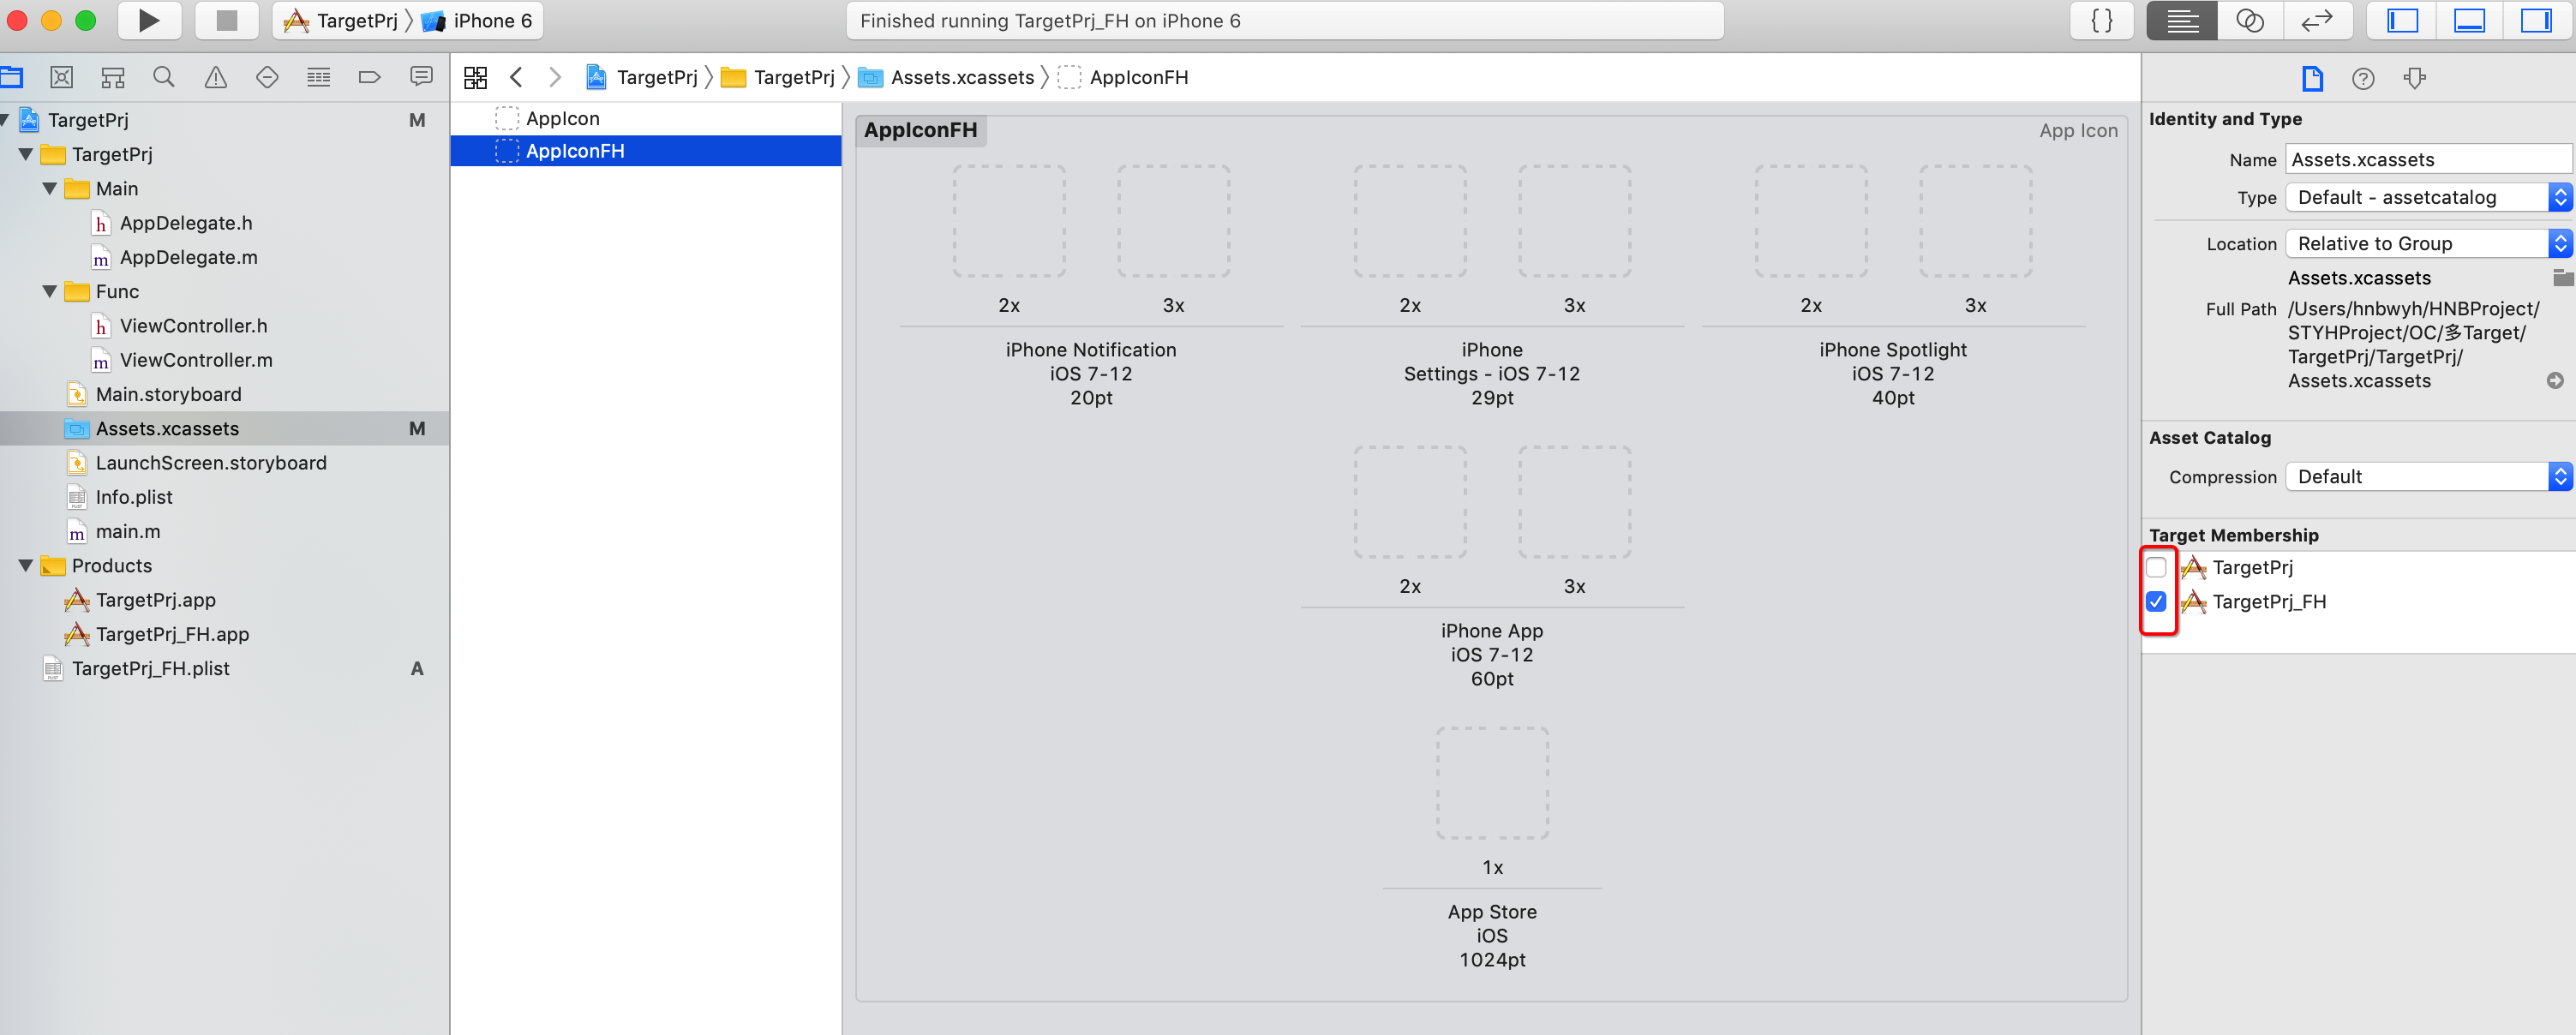 TargetPrj iPhone 6
Finished running TargetPrj_FH on iPhone 6
{ }
TargetPrj TargetPrj Assets.xcassets AppIconFH
TargetPrj M
TargetPrj
Main
h AppDelegate.h
m AppDelegate.m
Func
h ViewController.h
m ViewController.m
Main.storyboard
Assets.xcassets M
LaunchScreen.storyboard
Info.plist
m main.m
Products
TargetPrj.app
TargetPrj_FH.app
TargetPrj_FH.plist A
AppIcon
AppIconFH
AppIconFH App Icon
2x 3x
iPhone Notification
iOS 7-12
20pt
2x 3x
iPhone
Settings - iOS 7-12
29pt
2x 3x
iPhone Spotlight
iOS 7-12
40pt
2x 3x
iPhone App
iOS 7-12
60pt
1x
App Store
iOS
1024pt
Identity and Type
Name Assets.xcassets
Type Default - assetcatalog
Location Relative to Group
Assets.xcassets
Full Path /Users/hnbwyh/HNBProject/
STYHProject/OC/多Target/
TargetPrj/TargetPrj/
Assets.xcassets
Asset Catalog
Compression Default
Target Membership
TargetPrj
TargetPrj_FH